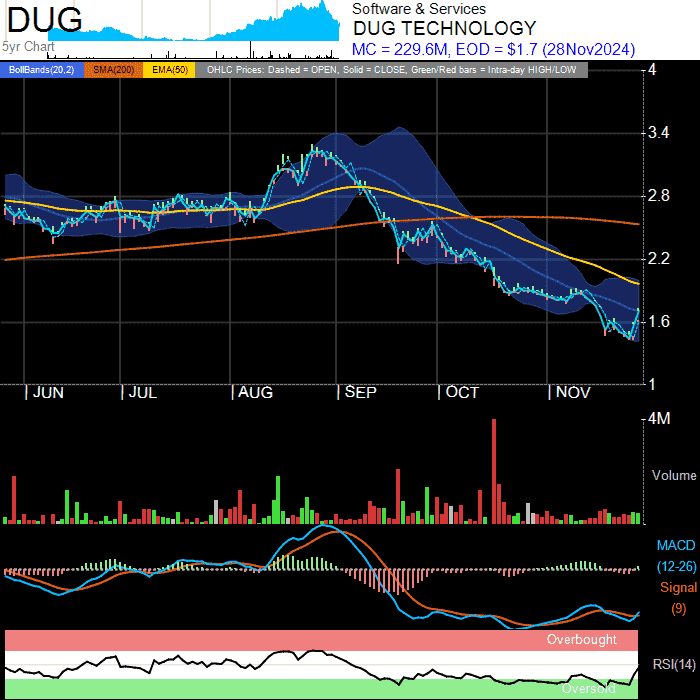 DUG
5yr Chart
Software & Services
DUG TECHNOLOGY
MC = 229.6M, EOD = $1.7 (28Nov2024)
BollBands(20,2) SMA(200) EMA(50) OHLC Prices: Dashed = OPEN, Solid = CLOSE, Green/Red bars = Intra-day HIGH/LOW
4
3.4
2.8
2.2
1.6
1
JUN JUL AUG SEP OCT NOV
4M
Volume
MACD
(12-26)
Signal
(9)
Overbought
RSI(14)
Oversold